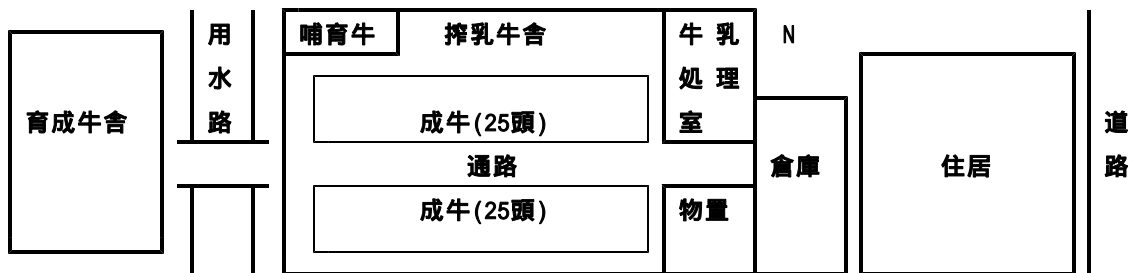 育成牛舎
用水路
哺育牛
搾乳牛舎
成牛(25頭)
通路
成牛(25頭)
牛乳処理室
物置
N
倉庫
住居
道路